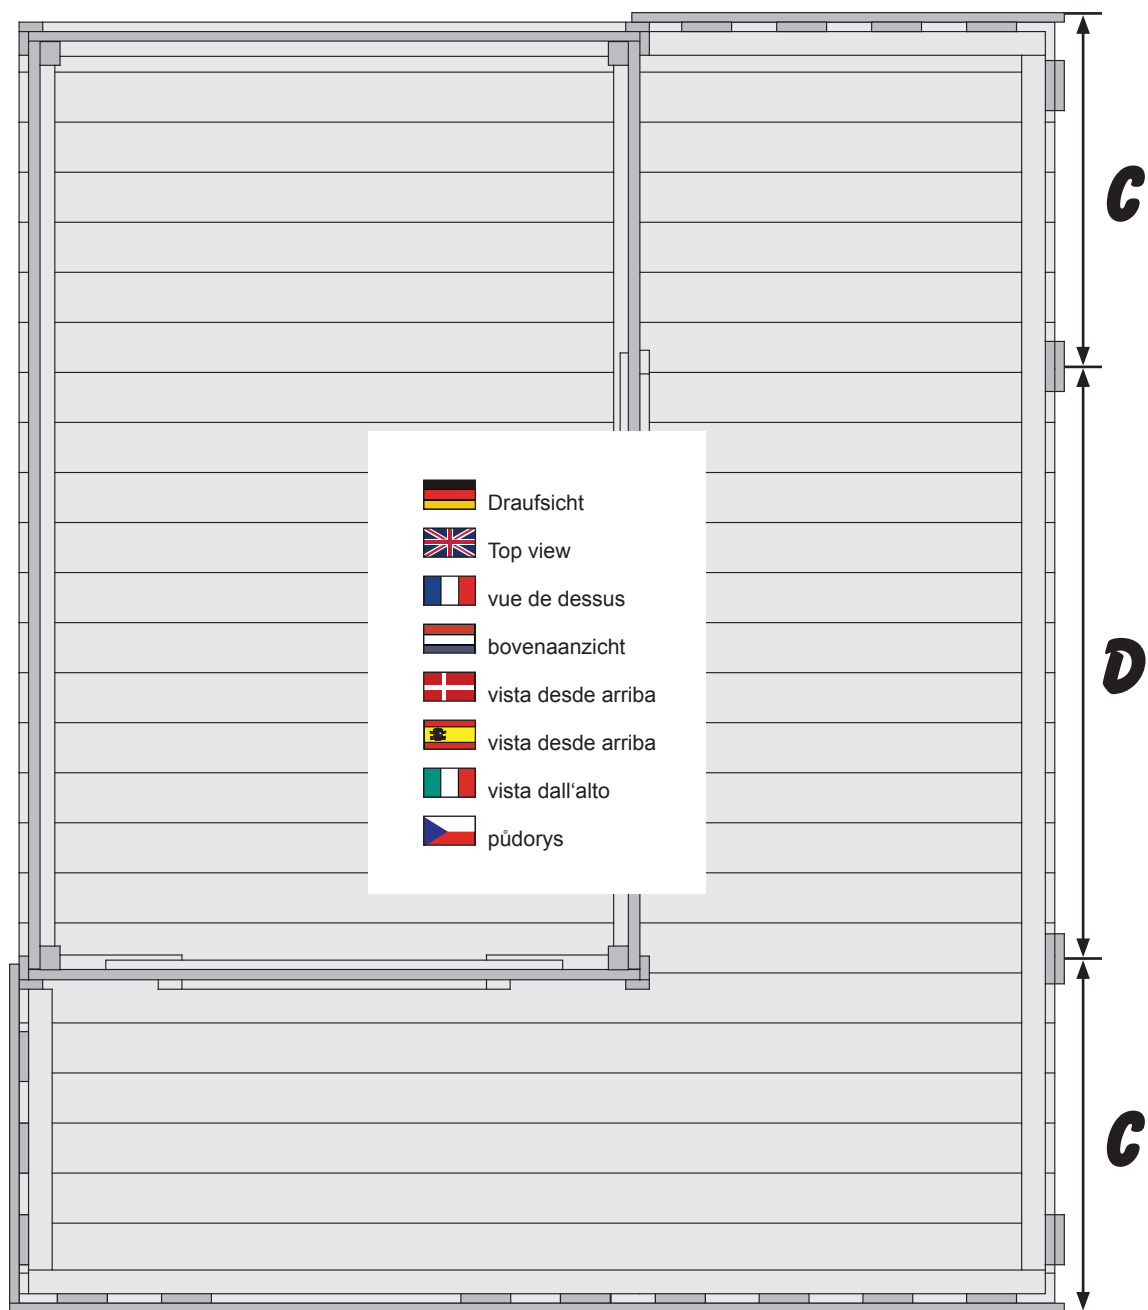 C
Draufsicht
Top view
vue de dessus
bovenaanzicht
D
vista desde arriba
vista desde arriba
vista dall‘alto
půdorys
C